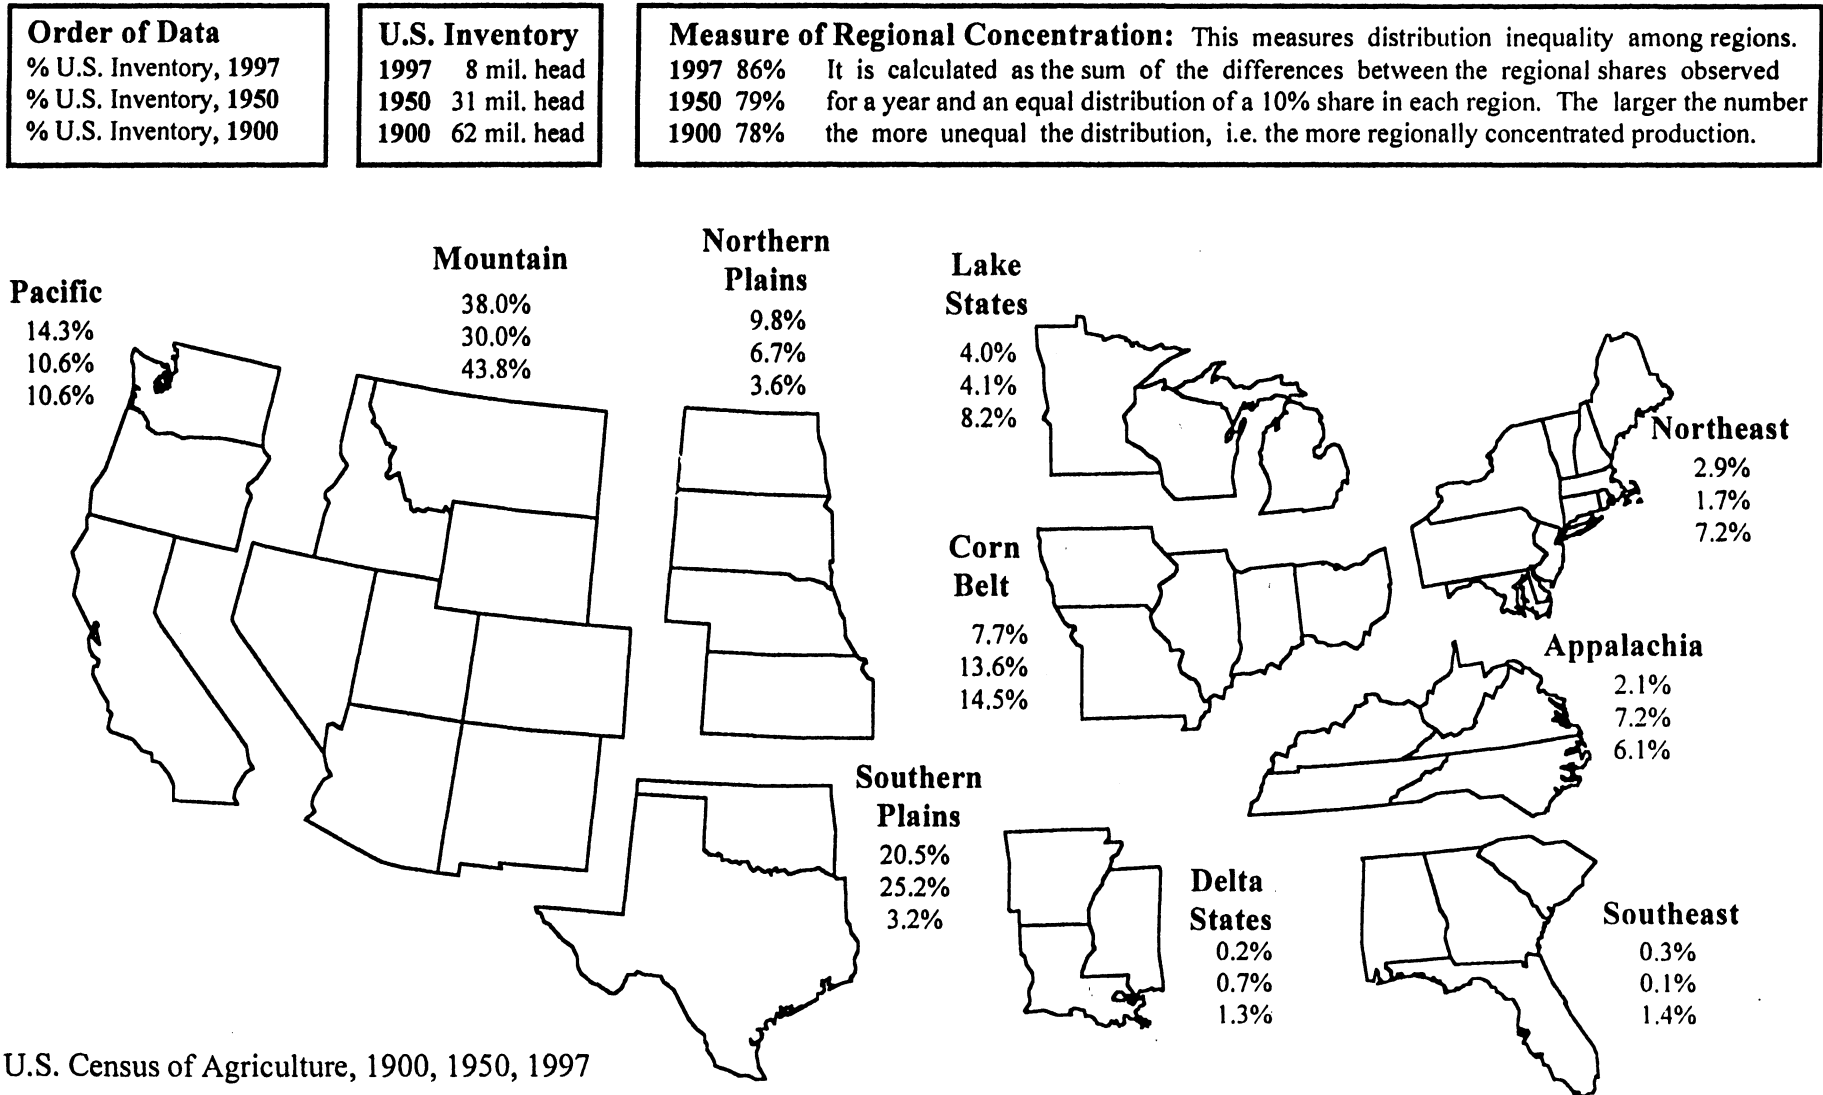 Order of Data
% U.S. Inventory, 1997
% U.S. Inventory, 1950
% U.S. Inventory, 1900
U.S. Inventory
1997 8 mil. head
1950 31 mil. head
1900 62 mil. head
Measure of Regional Concentration: This measures distribution inequality among regions.
1997 86% It is calculated as the sum of the differences between the regional shares observed
1950 79% for a year and an equal distribution of a 10% share in each region. The larger the number
1900 78% the more unequal the distribution, i.e. the more regionally concentrated production.
Pacific
14.3%
10.6%
10.6%
Mountain
38.0%
30.0%
43.8%
Northern
Plains
9.8%
6.7%
3.6%
Lake
States
4.0%
4.1%
8.2%
Northeast
2.9%
1.7%
7.2%
Corn
Belt
7.7%
13.6%
14.5%
Appalachia
2.1%
7.2%
6.1%
Southern
Plains
20.5%
25.2%
3.2%
Delta
States
0.2%
0.7%
1.3%
Southeast
0.3%
0.1%
1.4%
U.S. Census of Agriculture, 1900, 1950, 1997